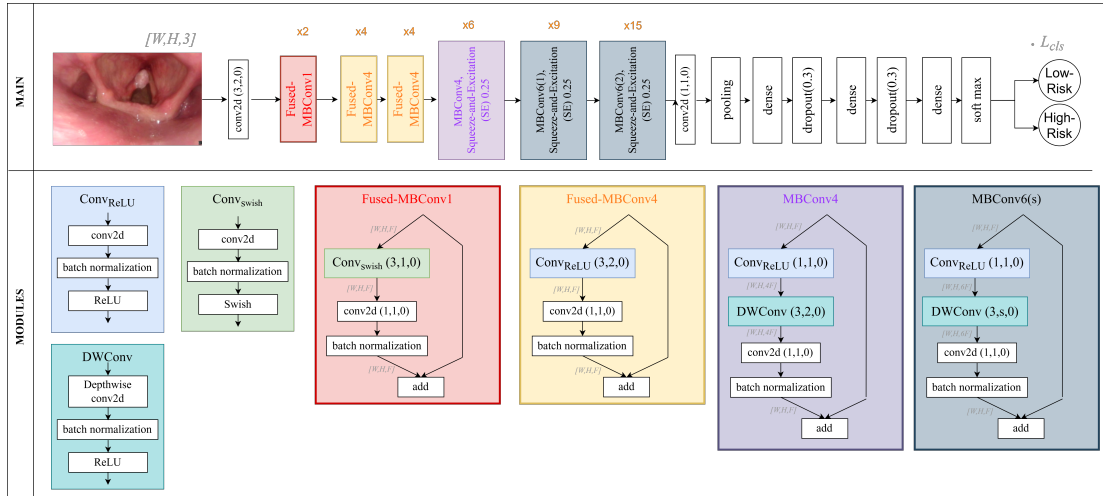 MAIN
[W,H,3]
conv2d (3,2,0)
x2
Fused-
MBConv1
x4
Fused-
MBConv4
x4
Fused-
MBConv4
x6
MBConv4,
Squeeze-and-Excitation
(SE) 0.25
x9
MBConv6(1),
Squeeze-and-Excitation
(SE) 0.25
x15
MBConv6(2),
Squeeze-and-Excitation
(SE) 0.25
conv2d (1,1,0)
pooling
dense
dropout(0.3)
dense
dropout(0.3)
dense
soft max
· L_cls
Low-
Risk
High-
Risk
MODULES
ConvReLU
conv2d
batch normalization
ReLU
Convswish
conv2d
batch normalization
Swish
DWConv
Depthwise
conv2d
batch normalization
ReLU
Fused-MBConv1
[W,H,F]
ConvSwish (3,1,0)
[W,H,F]
conv2d (1,1,0)
batch normalization
[W,H,F]
add
Fused-MBConv4
[W,H,F]
ConvReLU (3,2,0)
[W,H,F]
conv2d (1,1,0)
batch normalization
[W,H,F]
add
MBConv4
[W,H,F]
ConvReLU (1,1,0)
[W,H,4F]
DWConv (3,2,0)
[W,H,4F]
conv2d (1,1,0)
batch normalization
[W,H,F]
add
MBConv6(s)
[W,H,F]
ConvReLU (1,1,0)
[W,H,6F]
DWConv (3,s,0)
[W,H,6F]
conv2d (1,1,0)
batch normalization
[W,H,F]
add